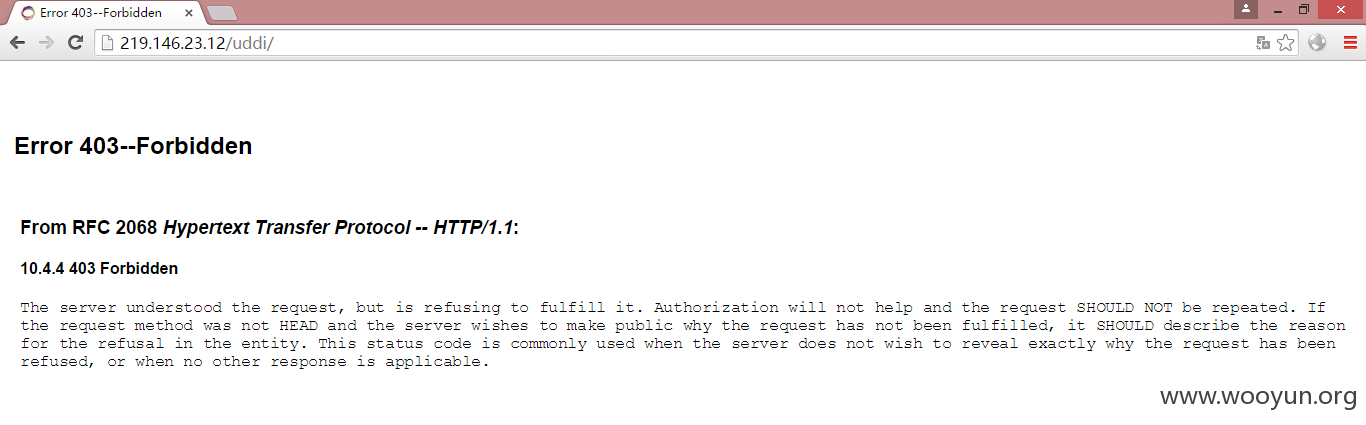 Error 403--Forbidden
219.146.23.12/uddi/
Error 403--Forbidden
From RFC 2068 Hypertext Transfer Protocol -- HTTP/1.1:
10.4.4 403 Forbidden
The server understood the request, but is refusing to fulfill it. Authorization will not help and the request SHOULD NOT be repeated. If
the request method was not HEAD and the server wishes to make public why the request has not been fulfilled, it SHOULD describe the reason
for the refusal in the entity. This status code is commonly used when the server does not wish to reveal exactly why the request has been
refused, or when no other response is applicable.
www.wooyun.org